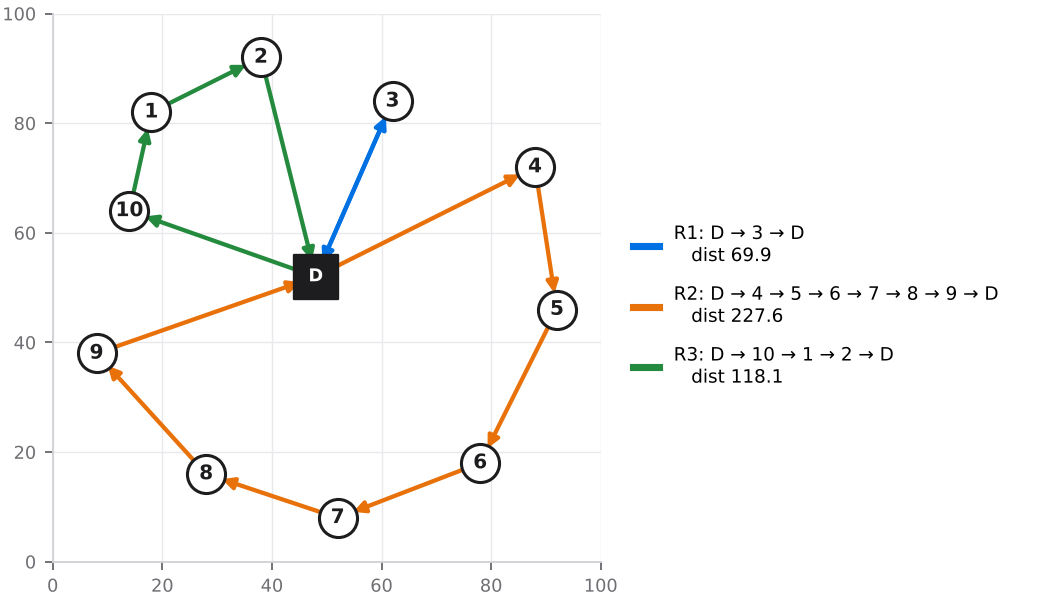 100
80
60
40
20
0
0 20 40 60 80 100
2
3
1
4
10
D
5
9
6
8
7
R1: D → 3 → D
dist 69.9
R2: D → 4 → 5 → 6 → 7 → 8 → 9 → D
dist 227.6
R3: D → 10 → 1 → 2 → D
dist 118.1